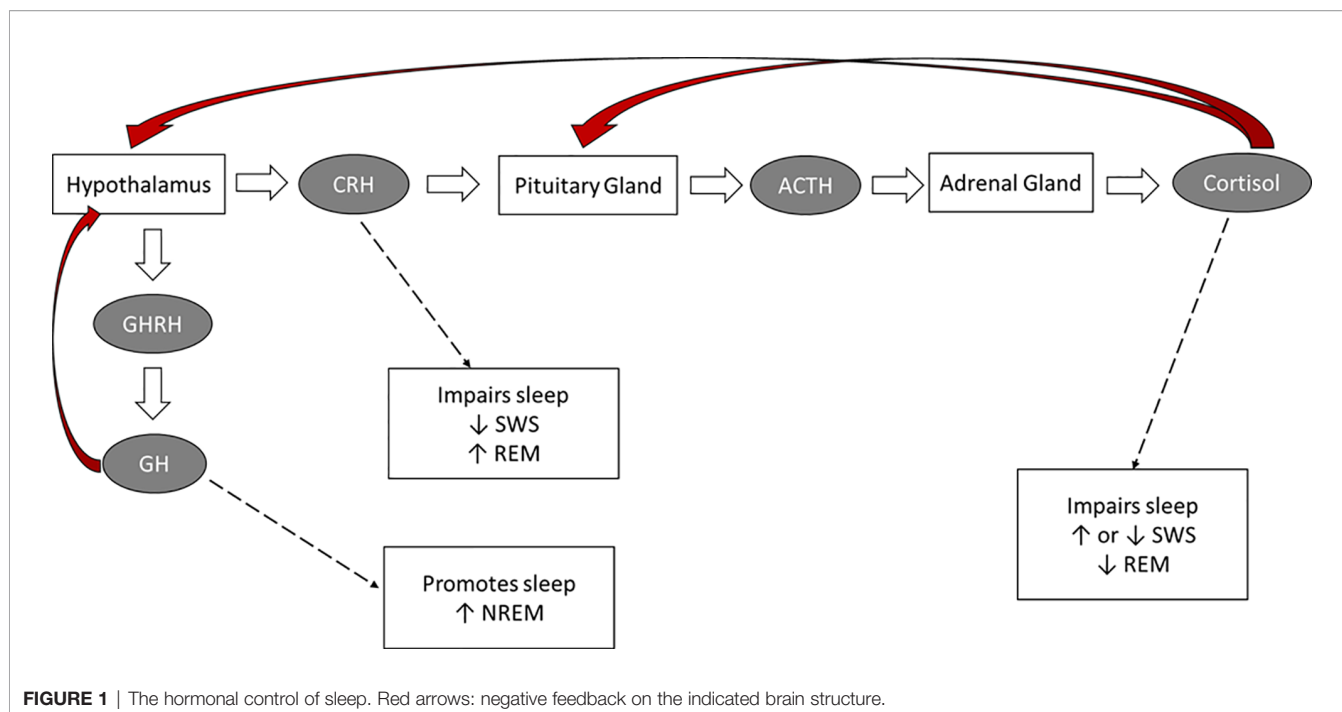 Hypothalamus
CRH
Pituitary Gland
ACTH
Adrenal Gland
Cortisol
GHRH
GH
Impairs sleep
↓ SWS
↑ REM
Promotes sleep
↑ NREM
Impairs sleep
↑ or ↓ SWS
↓ REM
FIGURE 1 | The hormonal control of sleep. Red arrows: negative feedback on the indicated brain structure.